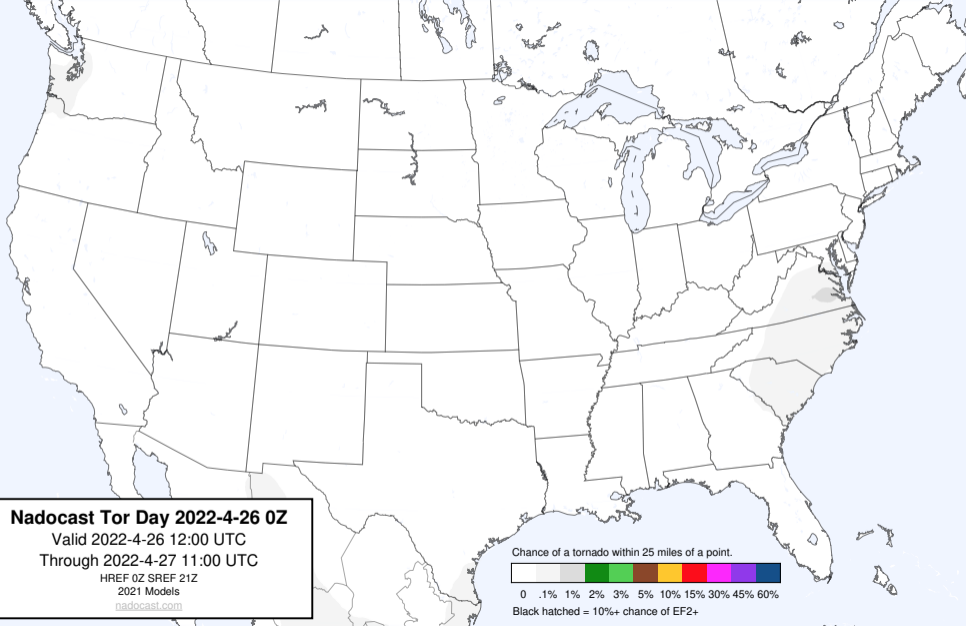 Nadocast Tor Day 2022-4-26 0Z
Valid 2022-4-26 12:00 UTC
Through 2022-4-27 11:00 UTC
HREF 0Z SREF 21Z
2021 Models
nadocast.com
Chance of a tornado within 25 miles of a point.
0 .1% 1% 2% 3% 5% 10% 15% 30% 45% 60%
Black hatched = 10%+ chance of EF2+